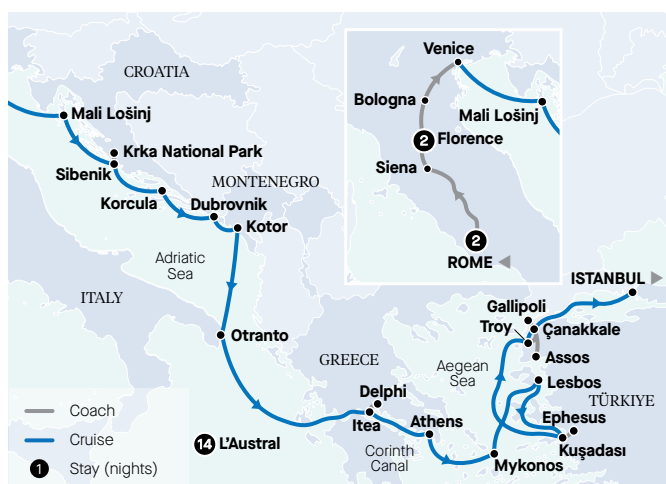 CROATIA
Mali Lošinj
Krka National Park
Sibenik
Korcula
MONTENEGRO
Dubrovnik
Kotor
Adriatic
Sea
ITALY
Otranto
GREECE
Delphi
Itea
Athens
Corinth
Canal
Aegean
Sea
Mykonos
Gallipoli
Troy
Çanakkale
Assos
Lesbos
TÜRKIYE
Ephesus
Kuşadası
ISTANBUL
Venice
Bologna
Mali Lošinj
2 Florence
Siena
2
ROME
Coach
Cruise
1 Stay (nights)
14 L'Austral